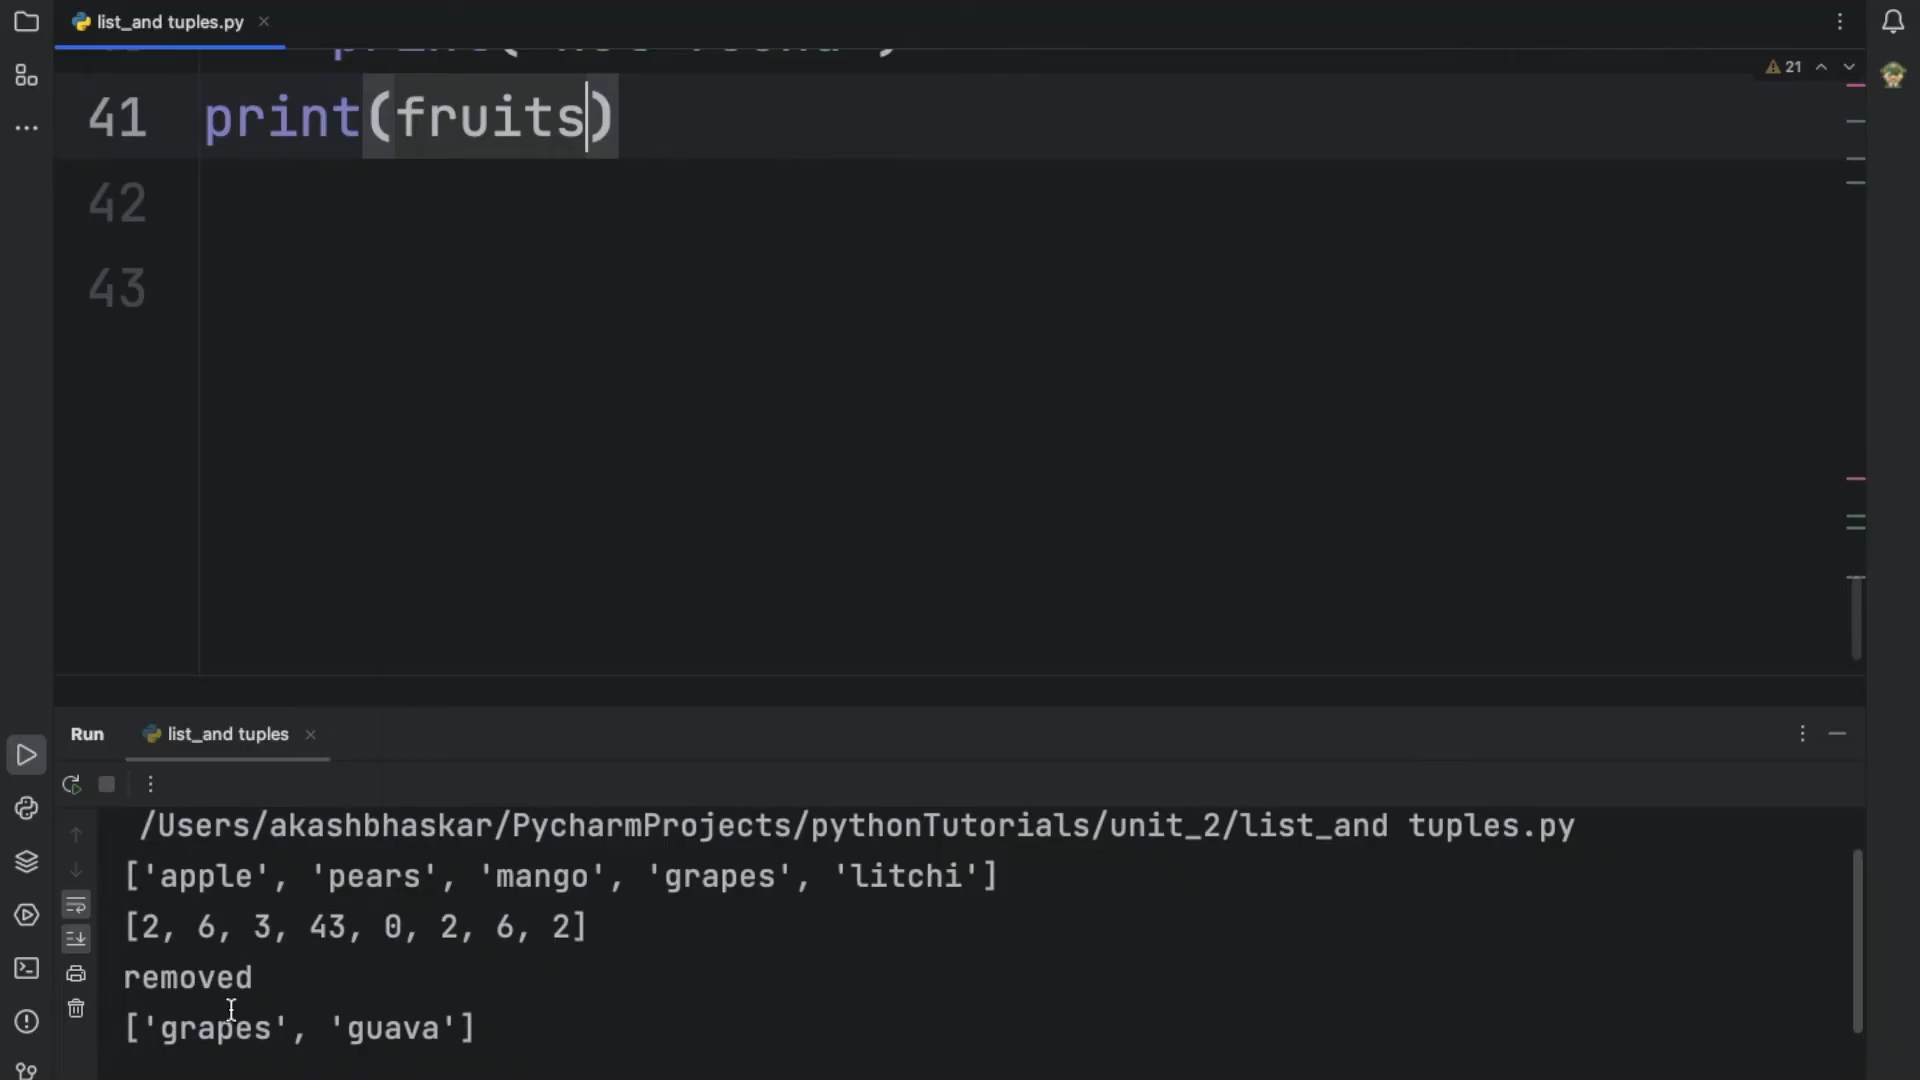 list_and tuples.py
21
41 print(fruits)
42
43
Run list_and tuples
/Users/akashbhaskar/PycharmProjects/pythonTutorials/unit_2/list_and tuples.py
['apple', 'pears', 'mango', 'grapes', 'litchi']
[2, 6, 3, 43, 0, 2, 6, 2]
removed
['grapes', 'guava']